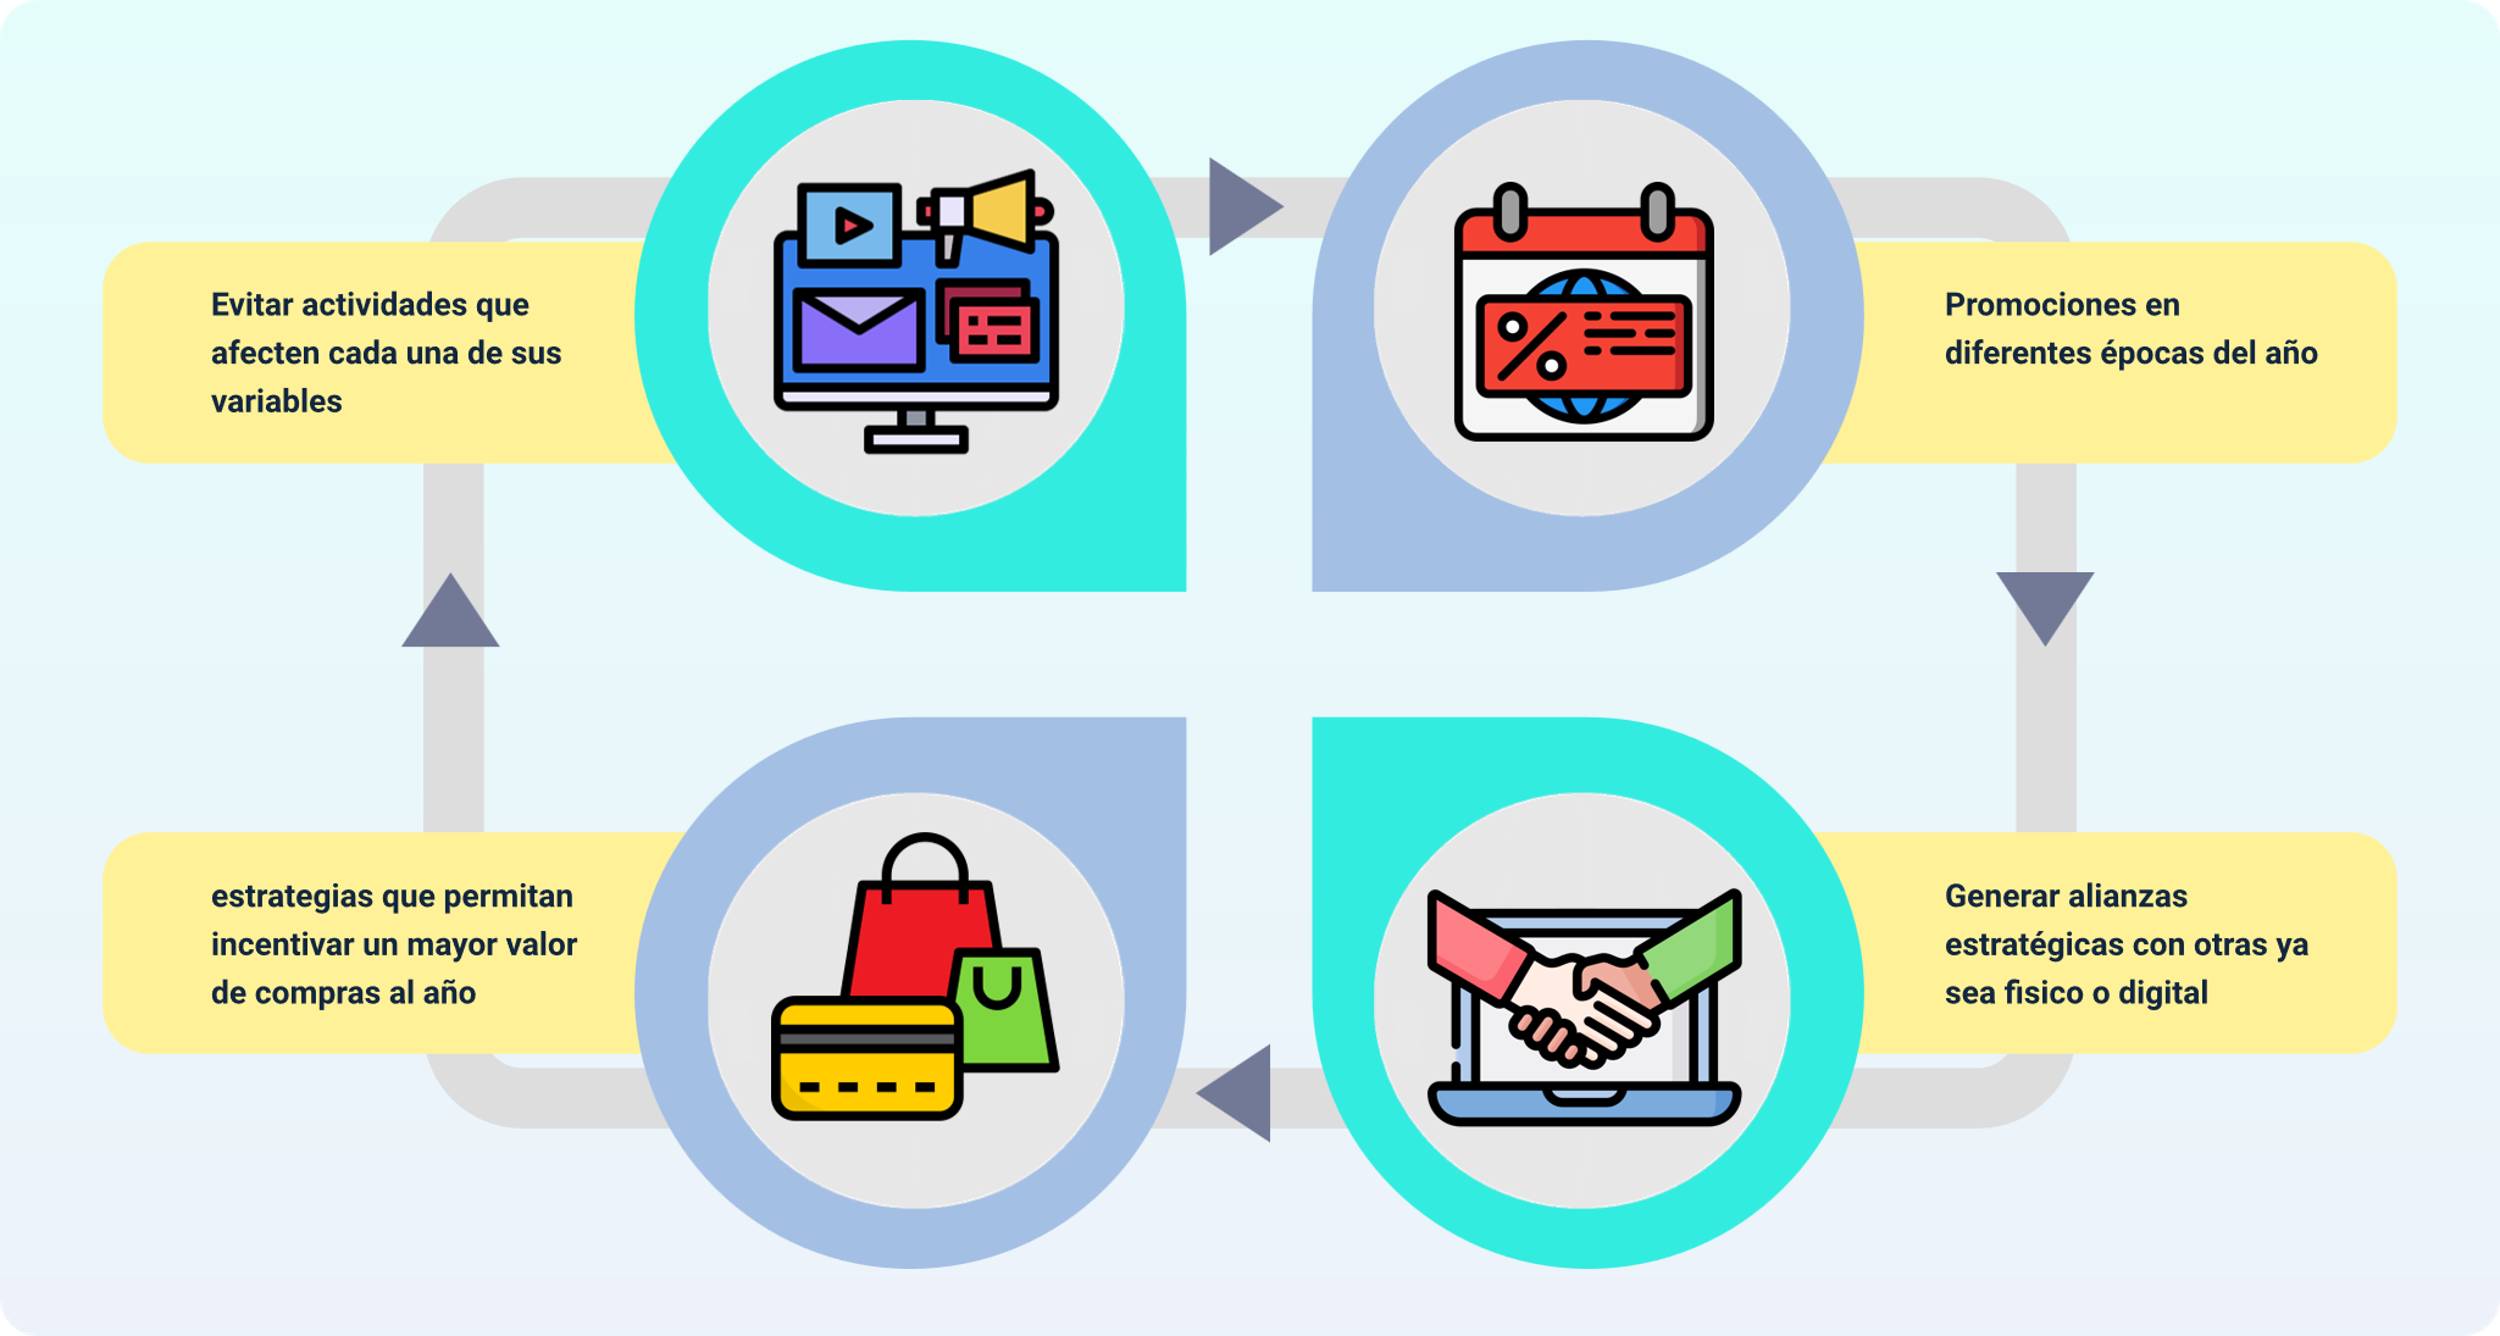 Evitar actividades que
afecten cada una de sus
variables
Promociones en
diferentes épocas del año
estrategias que permitan
incentivar un mayor valor
de compras al año
Generar alianzas
estratégicas con otras ya
sea fisico o digital